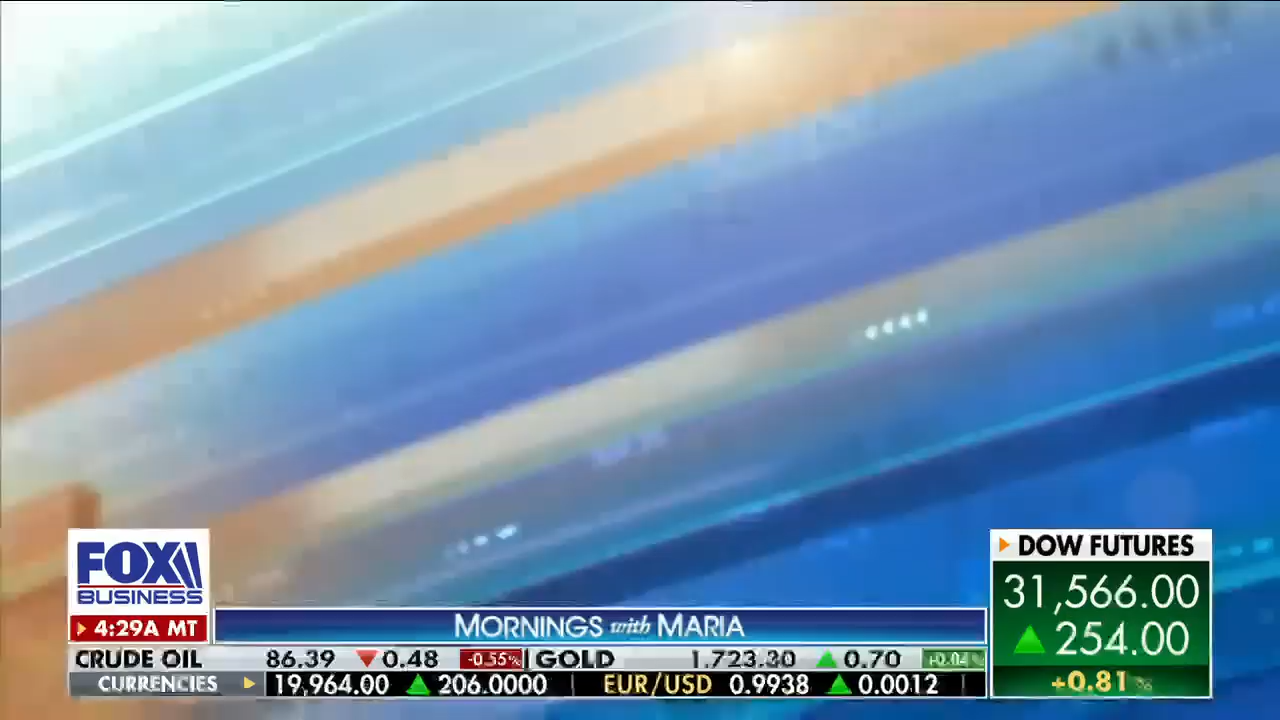 FOX
BUSINESS
4:29A MT
MORNINGS with MARIA
CRUDE OIL 86.39 0.48 -0.55% GOLD 1,723.30 0.70 +0.04%
CURRENCIES 19,964.00 206.0000 EUR/USD 0.9938 0.0012
DOW FUTURES
31,566.00
254.00
+0.81%